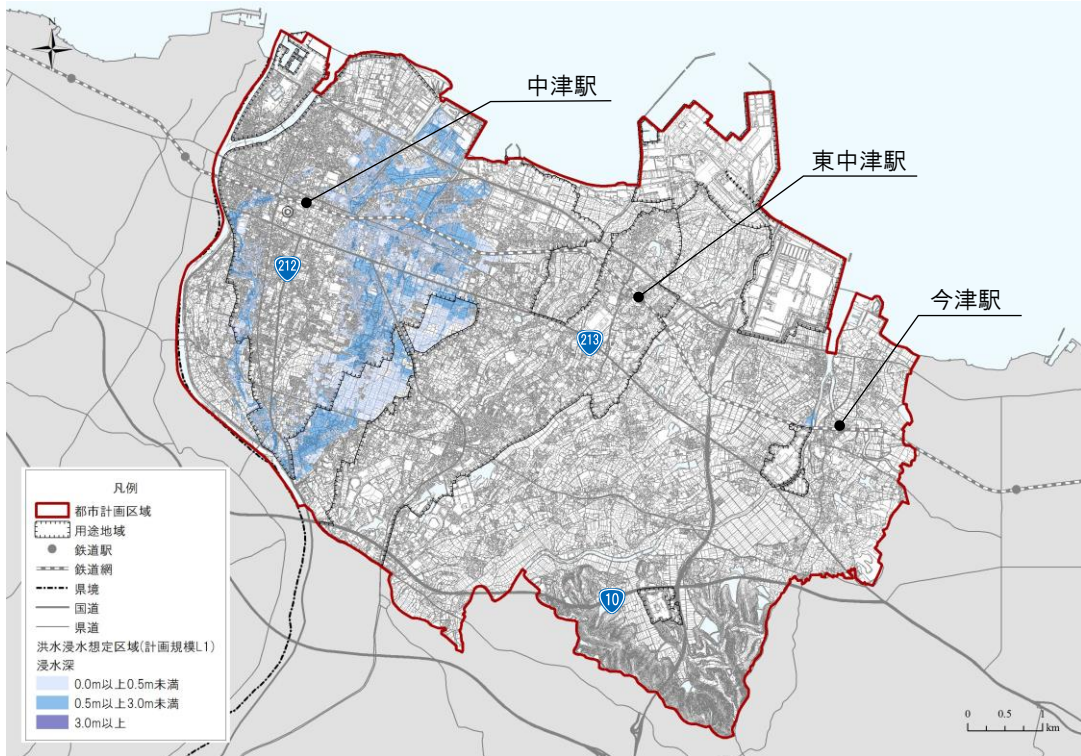 N
中津駅
東中津駅
212
今津駅
213
10
凡例
都市計画区域
用途地域
鉄道駅
鉄道網
県境
国道
県道
洪水浸水想定区域(計画規模L1)
浸水深
0.0m以上0.5m未満
0.5m以上3.0m未満
3.0m以上
0 0.5 1
km